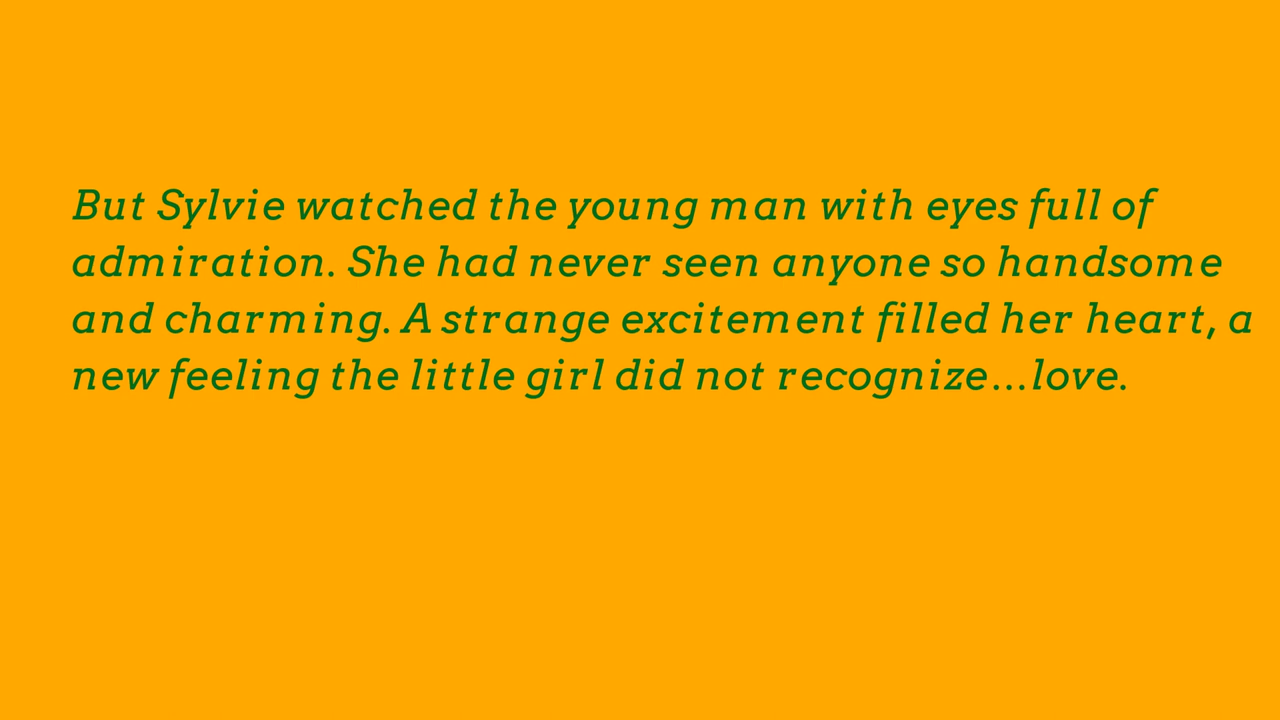 But Sylvie watched the young man with eyes full of
admiration. She had never seen anyone so handsome
and charming. A strange excitement filled her heart, a
new feeling the little girl did not recognize...love.